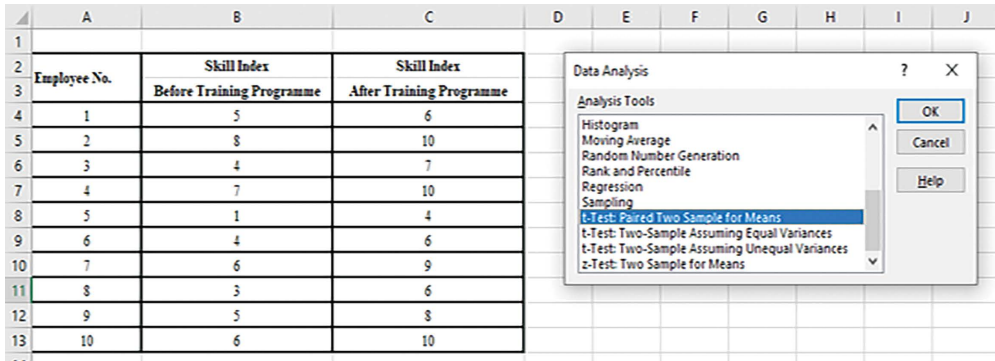 A B C D E F G H I J
1
2 Employee No. Skill Index Skill Index
3 Before Training Programme After Training Programme
4 1 5 6
5 2 8 10
6 3 4 7
7 4 7 10
8 5 1 4
9 6 4 6
10 7 6 9
11 8 3 6
12 9 5 8
13 10 6 10
Data Analysis ? X
Analysis Tools
Histogram
Moving Average
Random Number Generation
Rank and Percentile
Regression
Sampling
t-Test: Paired Two Sample for Means
t-Test: Two-Sample Assuming Equal Variances
t-Test: Two-Sample Assuming Unequal Variances
z-Test: Two Sample for Means
OK
Cancel
Help